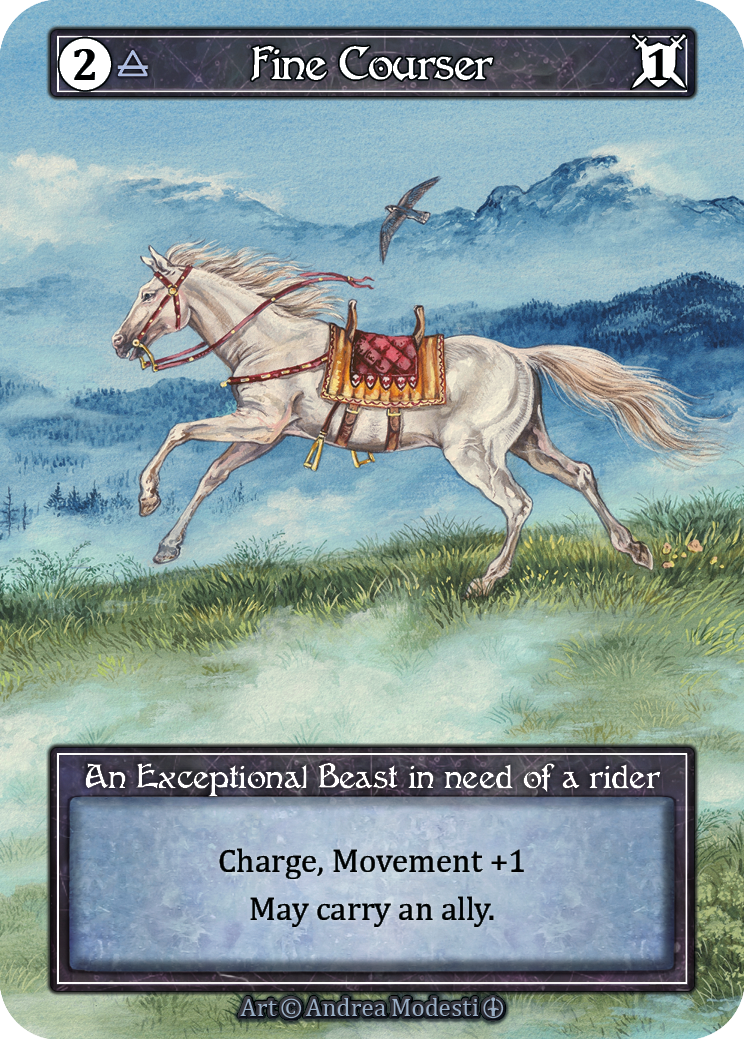 2 Fine Courser 1
An Exceptional Beast in need of a rider
Charge, Movement +1
May carry an ally.
Art © Andrea Modesti